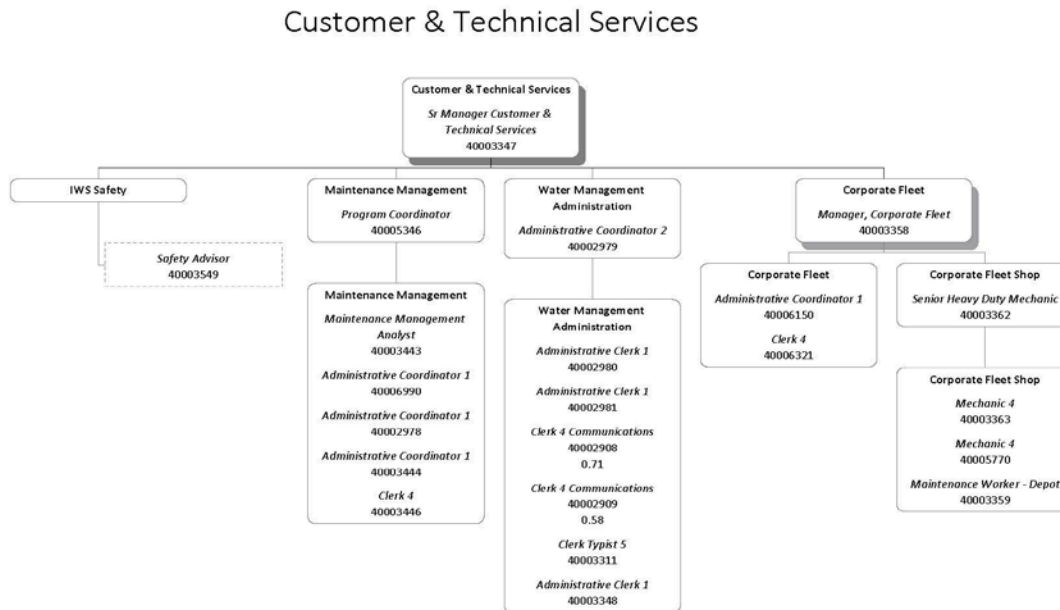 Customer & Technical Services
Customer & Technical Services
Sr Manager Customer &
Technical Services
40003347
IWS Safety
Safety Advisor
40003549
Maintenance Management
Program Coordinator
40005346
Maintenance Management
Maintenance Management
Analyst
40003443
Administrative Coordinator 1
40006990
Administrative Coordinator 1
40002978
Administrative Coordinator 1
40003444
Clerk 4
40003446
Water Management
Administration
Administrative Coordinator 2
40002979
Water Management
Administration
Administrative Clerk 1
40002980
Administrative Clerk 1
40002981
Clerk 4 Communications
40002908
0.71
Clerk 4 Communications
40002909
0.58
Clerk Typist 5
40003311
Administrative Clerk 1
40003348
Corporate Fleet
Manager, Corporate Fleet
40003358
Corporate Fleet
Administrative Coordinator 1
40006150
Clerk 4
40006321
Corporate Fleet Shop
Senior Heavy Duty Mechanic
40003362
Corporate Fleet Shop
Mechanic 4
40003363
Mechanic 4
40005770
Maintenance Worker - Depot
40003359